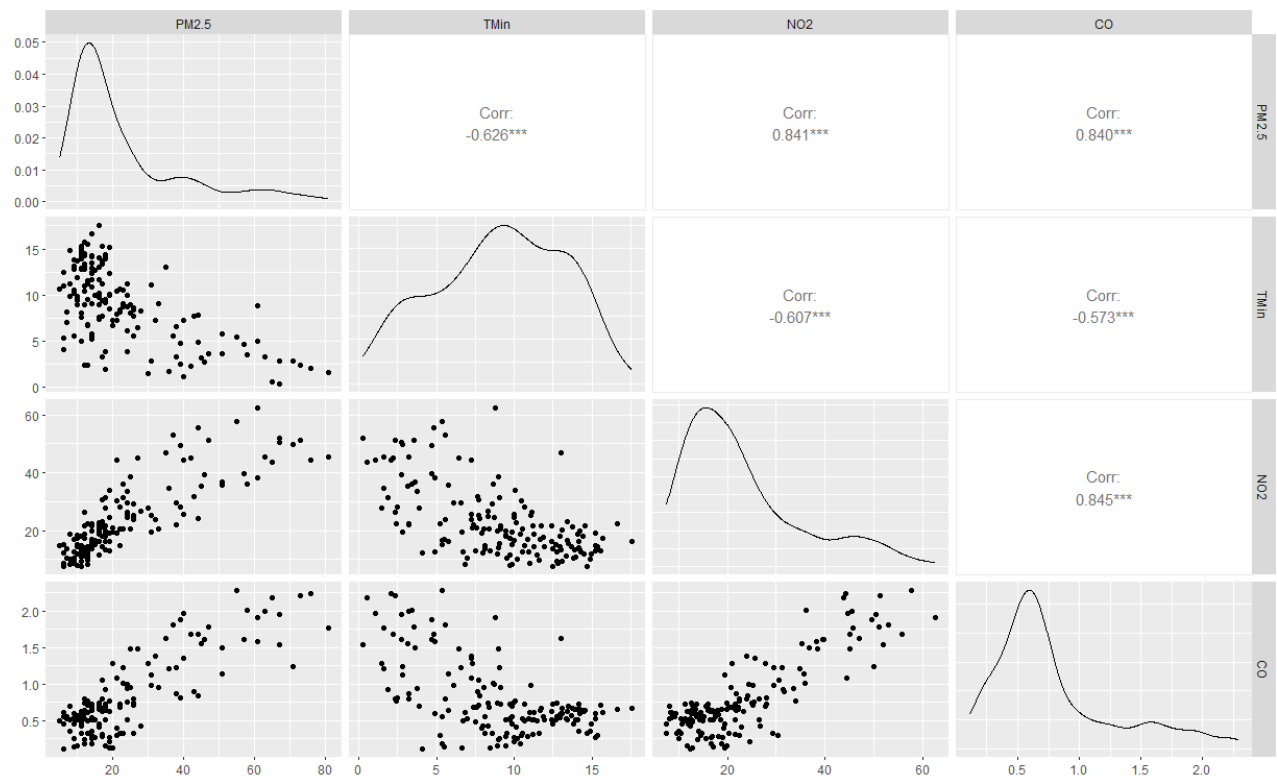 PM2.5 TMin NO2 CO
0.05
0.04
0.03
0.02
0.01
0.00
Corr:
-0.626***
Corr:
0.841***
Corr:
0.840***
PM2.5
15
10
5
0
Corr:
-0.607***
Corr:
-0.573***
TMin
60
40
20
Corr:
0.845***
NO2
2.0
1.5
1.0
0.5
CO
20 40 60 80
0 5 10 15
20 40 60
0.5 1.0 1.5 2.0